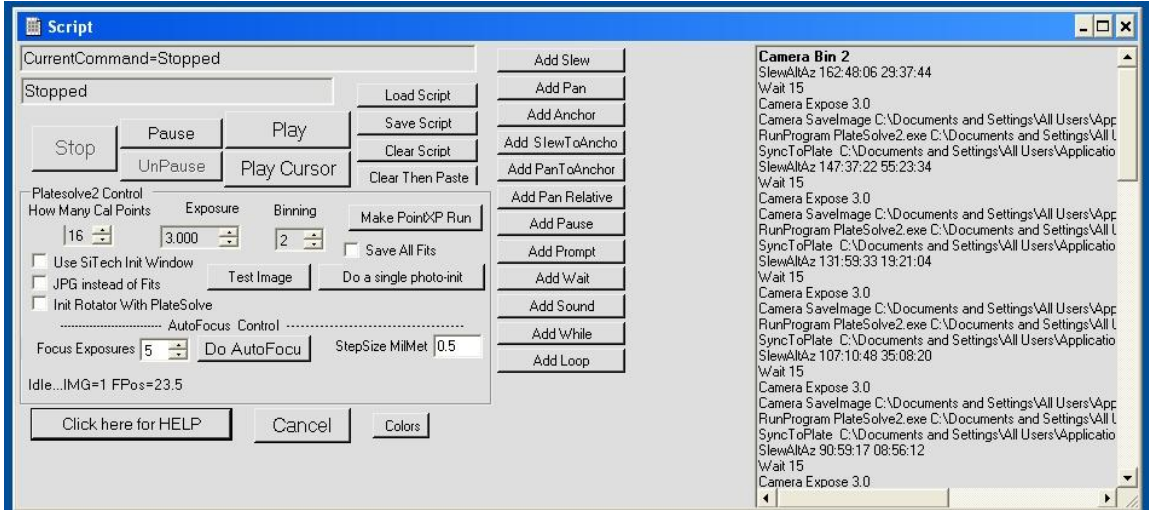 Script
CurrentCommand=Stopped
Stopped
Load Script
Save Script
Clear Script
Clear Then Paste
Stop
Pause
UnPause
Play
Play Cursor
Platesolve2 Control
How Many Cal Points
Exposure
Binning
16
3.000
2
Make PointXP Run
Save All Fits
Use SiTech Init Window
JPG instead of Fits
Init Rotator With PlateSolve
Test Image
Do a single photo-init
AutoFocus Control
Focus Exposures 5
Do AutoFocu
StepSize MilMet 0.5
Idle...IMG=1 FPos=23.5
Click here for HELP
Cancel
Colors
Add Slew
Add Pan
Add Anchor
Add SlewToAncho
Add PanToAnchor
Add Pan Relative
Add Pause
Add Prompt
Add Wait
Add Sound
Add While
Add Loop
Camera Bin 2
SlewAltAz 162:48:06 29:37:44
Wait 15
Camera Expose 3.0
Camera SaveImage C:\Documents and Settings\All Users\App
RunProgram PlateSolve2.exe C:\Documents and Settings\All U
SyncToPlate C:\Documents and Settings\All Users\Applicatio
SlewAltAz 147:37:22 55:23:34
Wait 15
Camera Expose 3.0
Camera SaveImage C:\Documents and Settings\All Users\App
RunProgram PlateSolve2.exe C:\Documents and Settings\All U
SyncToPlate C:\Documents and Settings\All Users\Applicatio
SlewAltAz 131:59:33 19:21:04
Wait 15
Camera Expose 3.0
Camera SaveImage C:\Documents and Settings\All Users\App
RunProgram PlateSolve2.exe C:\Documents and Settings\All U
SyncToPlate C:\Documents and Settings\All Users\Applicatio
SlewAltAz 107:10:48 35:08:20
Wait 15
Camera Expose 3.0
Camera SaveImage C:\Documents and Settings\All Users\App
RunProgram PlateSolve2.exe C:\Documents and Settings\All U
SyncToPlate C:\Documents and Settings\All Users\Applicatio
SlewAltAz 90:59:17 08:56:12
Wait 15
Camera Expose 3.0